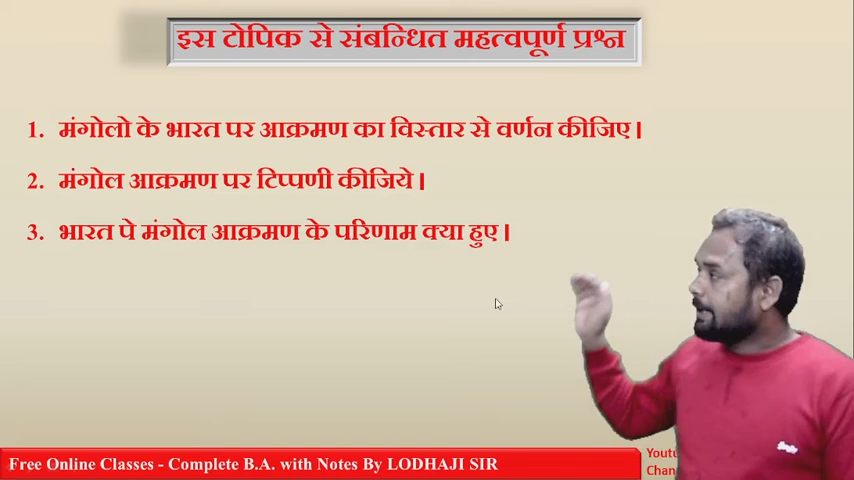 इस टोपिक से संबन्धित महत्वपूर्ण प्रश्न
1. मंगोलो के भारत पर आक्रमण का विस्तार से वर्णन कीजिए।
2. मंगोल आक्रमण पर टिप्पणी कीजिये।
3. भारत पे मंगोल आक्रमण के परिणाम क्या हुए।
Free Online Classes - Complete B.A. with Notes By LODHAJI SIR